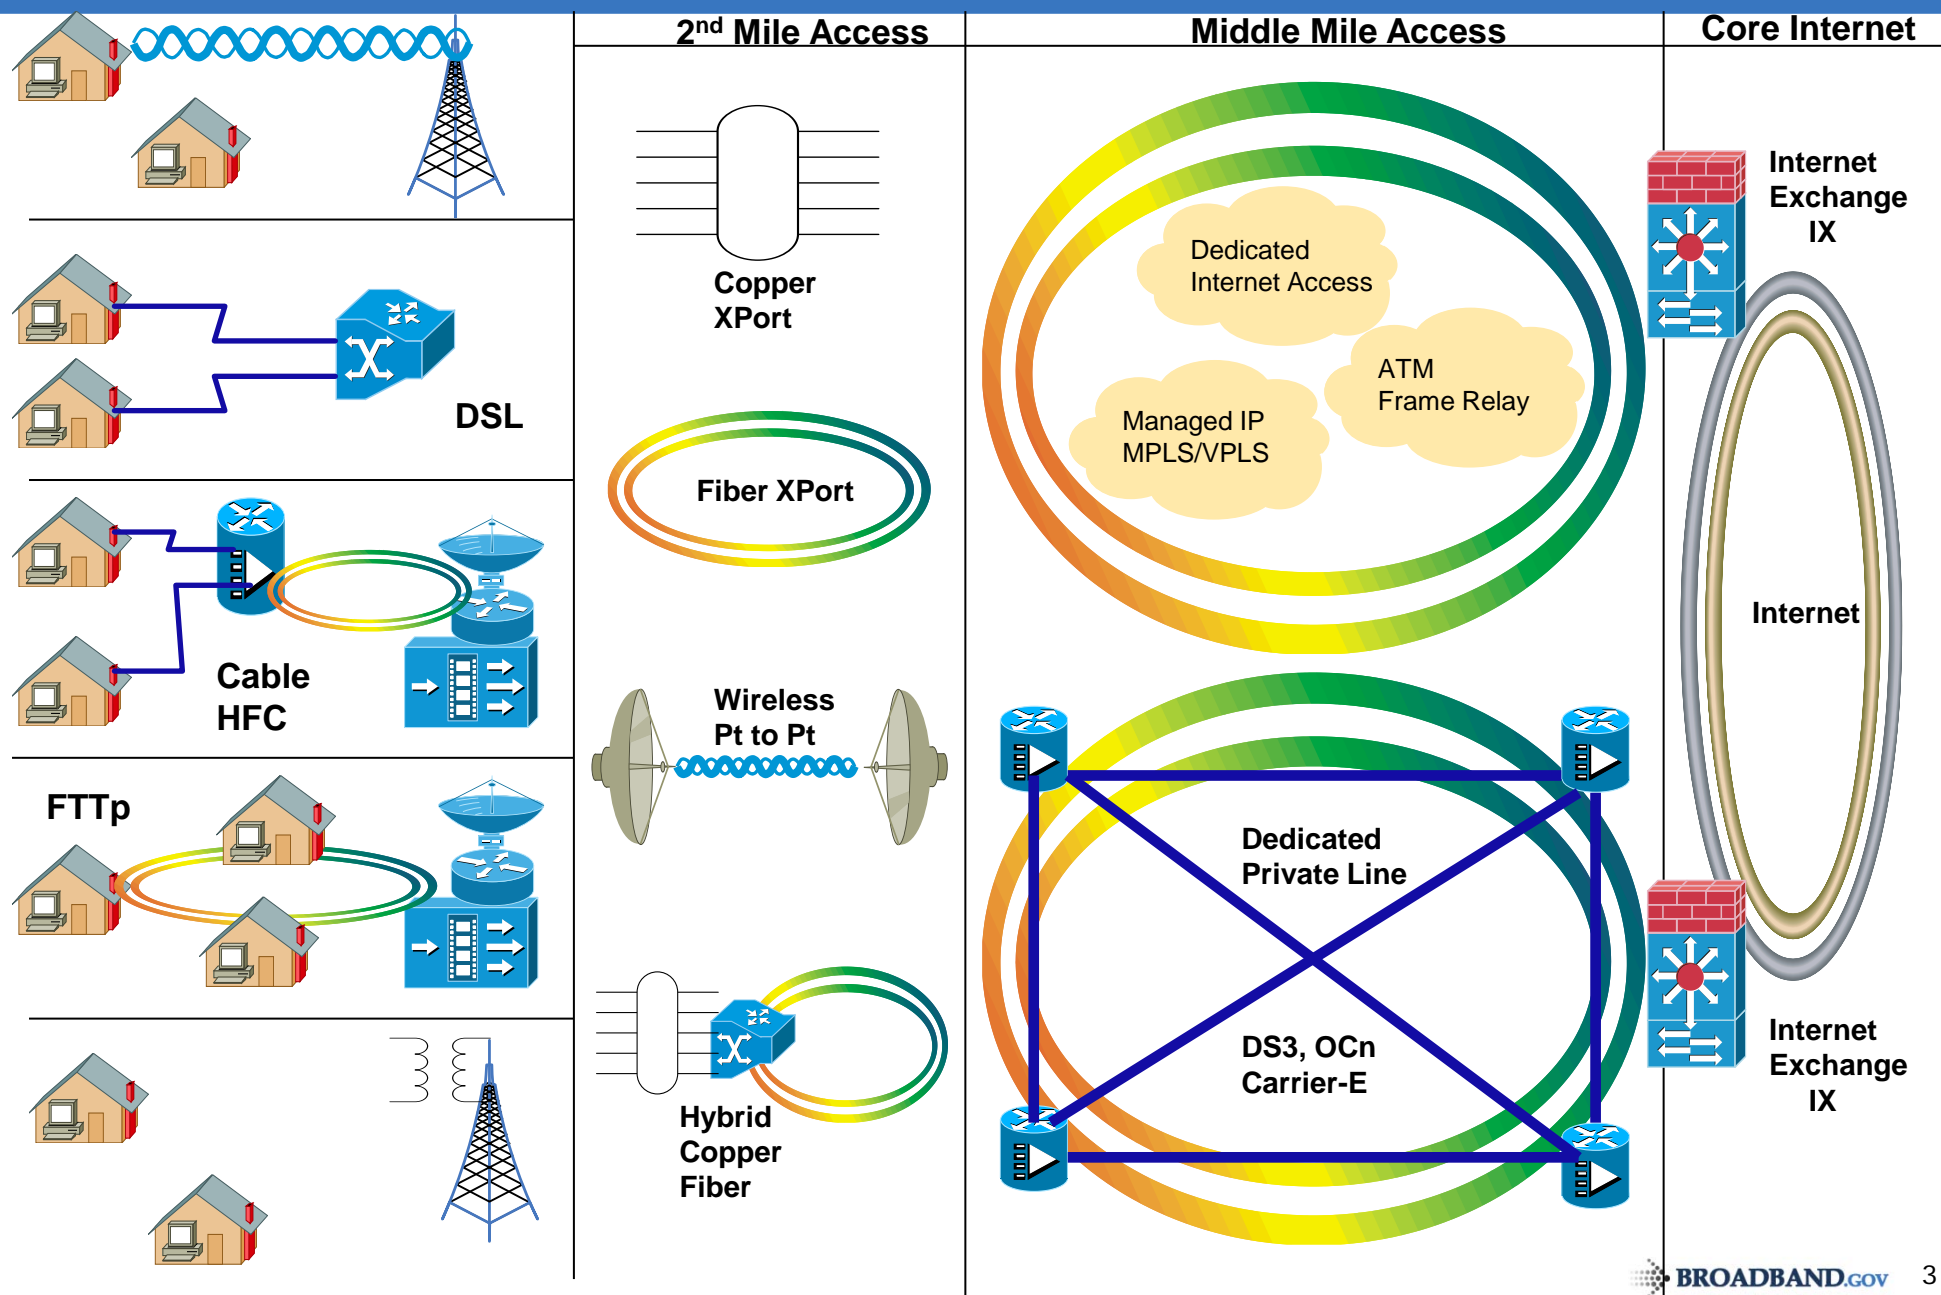 2nd Mile Access
Middle Mile Access
Core Internet
DSL
Cable
HFC
FTTp
Copper
XPort
Fiber XPort
Wireless
Pt to Pt
Hybrid
Copper
Fiber
Dedicated
Internet Access
ATM
Frame Relay
Managed IP
MPLS/VPLS
Dedicated
Private Line
DS3, OCn
Carrier-E
Internet
Exchange
IX
Internet
Internet
Exchange
IX
BROADBAND.GOV
3